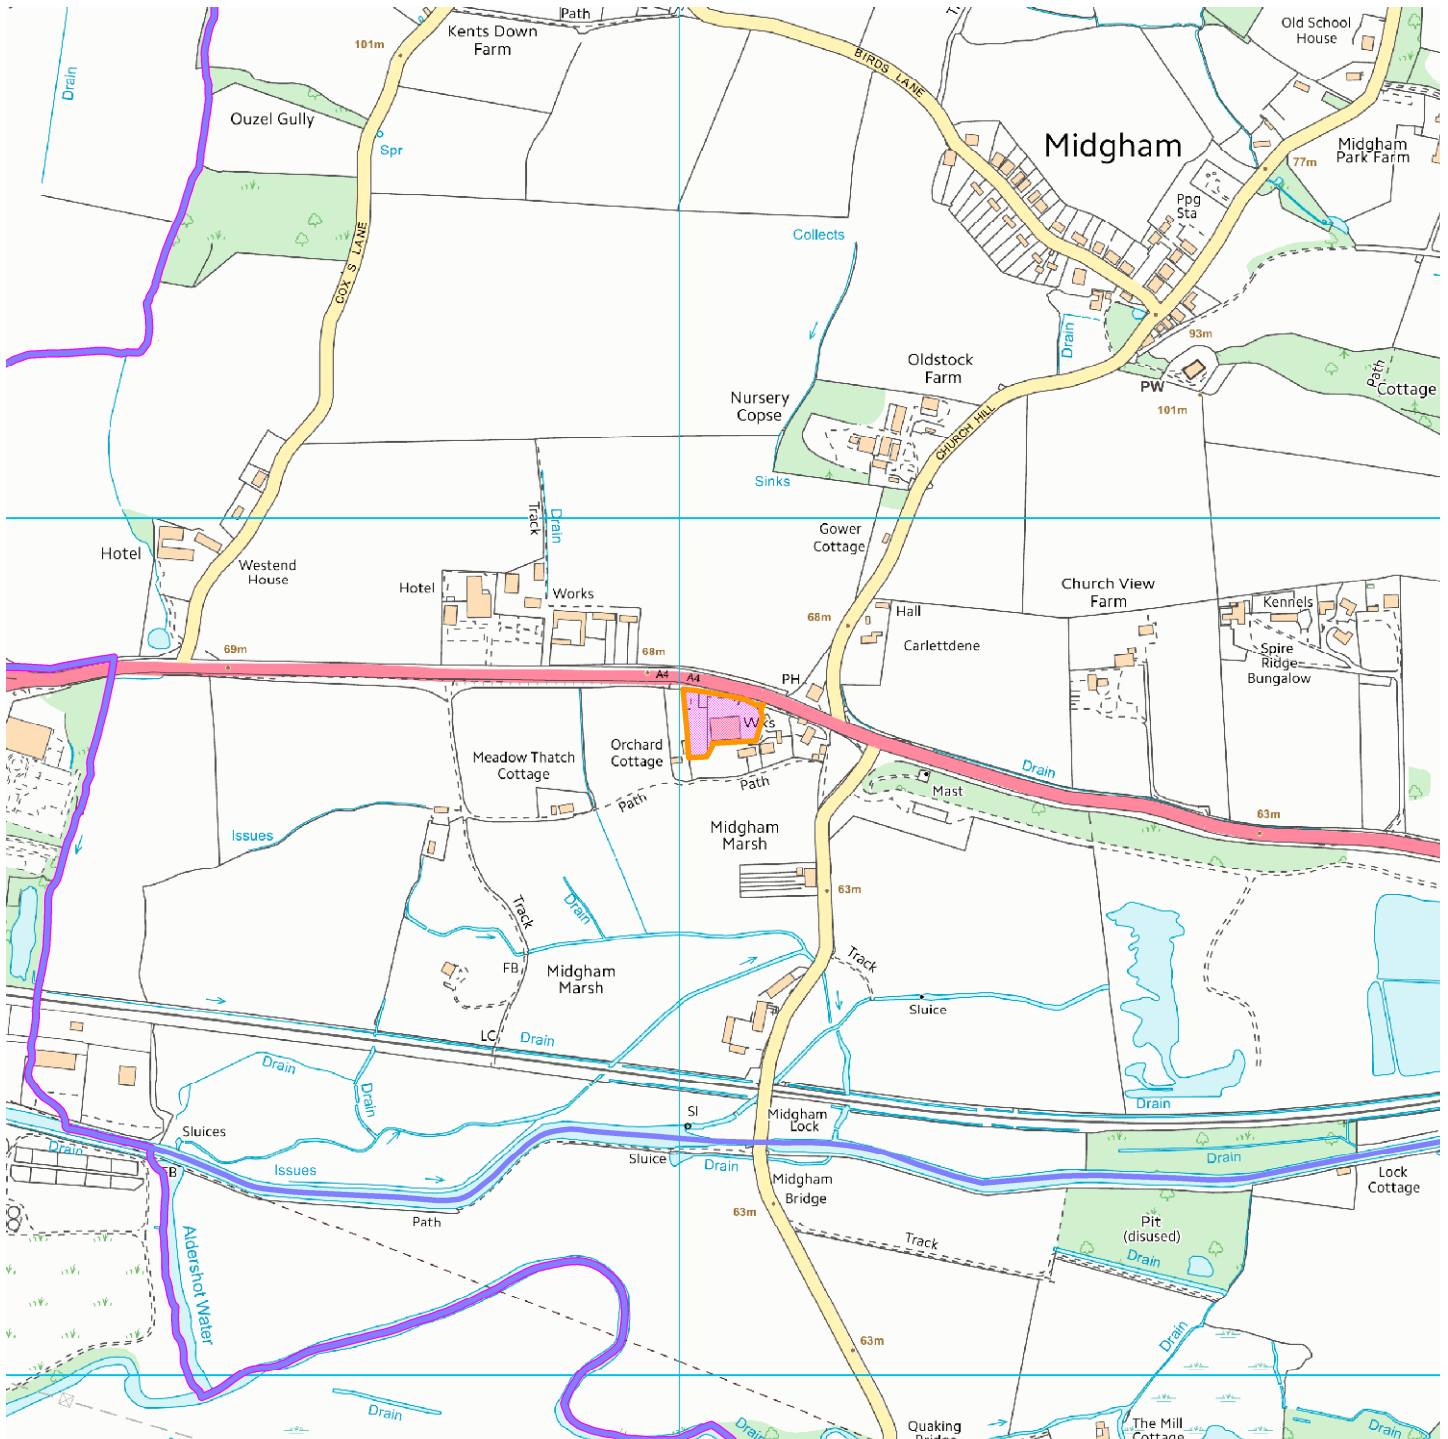 Path
Kents Down
Farm
101m
BIRDS LANE
Old School
House
Drain
Ouzel Gully
Spr
Midgham
Midgham
Park Farm
77m
Ppg
Sta
COX S LANE
Collects
Drain
93m
Oldstock
Farm
Path
Cottage
PW
101m
Nursery
Copse
CHURCH HILL
Sinks
Track
Drain
Gower
Cottage
Hotel
Westend
House
Hotel
Works
Church View
Farm
Kennels
Hall
68m
Carlettdene
69m
68m
Spire
Ridge
Bungalow
A4
A4
PH
Wks
Orchard
Cottage
Meadow Thatch
Cottage
Path
Path
Drain
Mast
63m
Issues
Midgham
Marsh
63m
Track
Drain
FB
Midgham
Marsh
Track
Sluice
LC
Drain
Drain
Drain
Drain
Sl
Midgham
Lock
Sluices
Drain
FB
Issues
Sluice
Drain
Drain
Lock
Cottage
Midgham
Bridge
63m
Path
Pit
(disused)
Track
Drain
Aldershot Water
Drain
63m
Drain
Drain
Quaking
Bridge
The Mill
Cottage
Drain